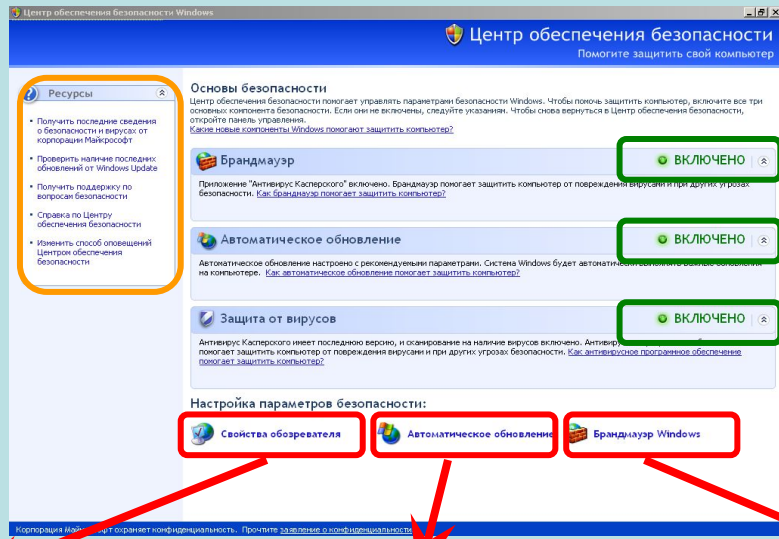 Центр обеспечения безопасности Windows
Центр обеспечения безопасности
Помогите защитить свой компьютер
Ресурсы
Получить последние сведения
о безопасности и вирусах от
корпорации Майкрософт
Проверить наличие последних
обновлений от Windows Update
Получить поддержку по
вопросам безопасности
Справка по Центру
обеспечения безопасности
Изменить способ оповещений
Центром обеспечения
безопасности
Основы безопасности
Центр обеспечения безопасности помогает управлять параметрами безопасности Windows. Чтобы помочь защитить компьютер, включите все три
основных компонента безопасности. Если они не включены, следуйте указаниям. Чтобы снова вернуться в Центр обеспечения безопасности,
откройте панель управления.
Какие новые компоненты Windows помогают защитить компьютер?
Брандмауэр
ВКЛЮЧЕНО
Приложение "Антивирус Касперского" включено. Брандмауэр помогает защитить компьютер от повреждения вирусами и при других угрозах
безопасности. Как брандмауэр помогает защитить компьютер?
Автоматическое обновление
ВКЛЮЧЕНО
Автоматическое обновление настроено с рекомендуемыми параметрами. Система Windows будет автоматически выполнять важные обновления
на компьютере. Как автоматическое обновление помогает защитить компьютер?
Защита от вирусов
ВКЛЮЧЕНО
Антивирус Касперского имеет последнюю версию, и сканирование на наличие вирусов включено.
помогает защитить компьютер от повреждения вирусами и при других угрозах безопасности. Как антивирусное программное обеспечение
помогает защитить компьютер?
Настройка параметров безопасности:
Свойства обозревателя
Автоматическое обновление
Брандмауэр Windows
Корпорация охраняет конфиденциальность. Прочтите заявление о конфиденциальности